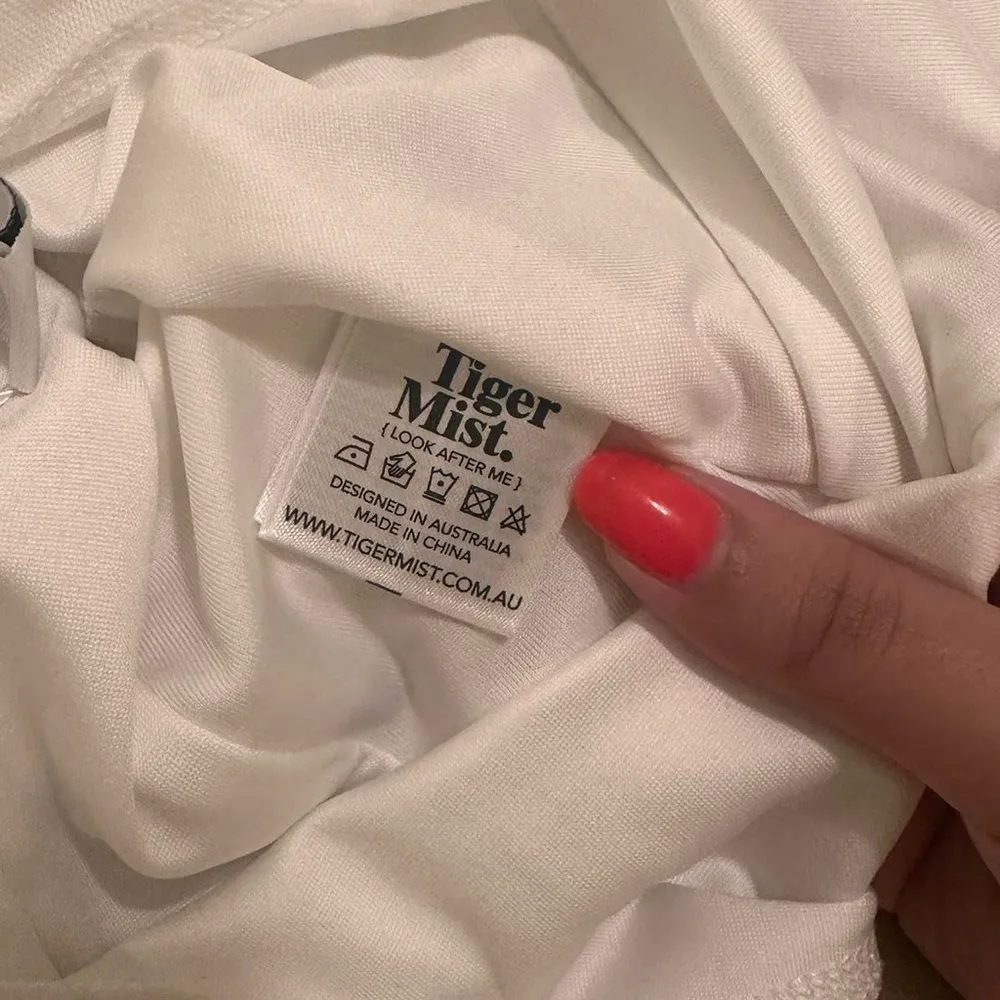 Tiger
Mist.
{ LOOK AFTER ME }
DESIGNED IN AUSTRALIA
MADE IN CHINA
WWW.TIGERMIST.COM.AU